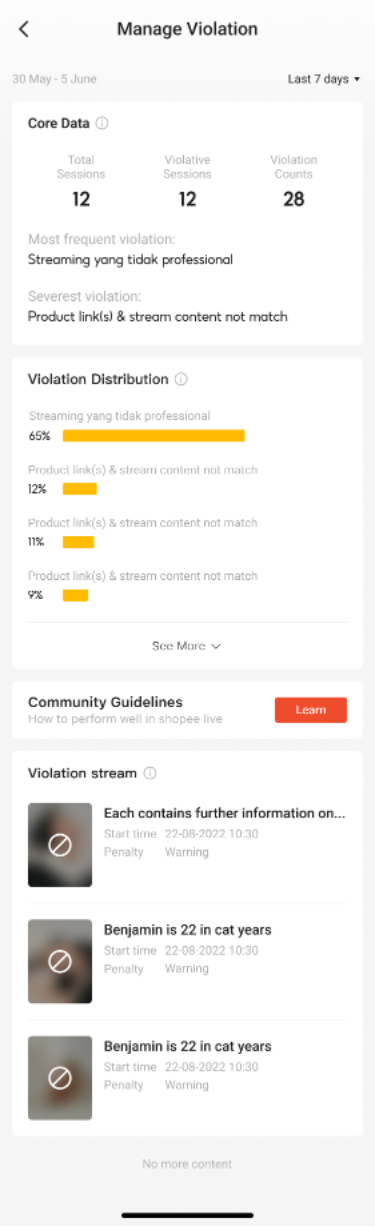 Manage Violation
30 May - 5 June
Last 7 days
Core Data
Total Sessions
Violative Sessions
Violation Counts
12
12
28
Most frequent violation:
Streaming yang tidak professional
Severest violation:
Product link(s) & stream content not match
Violation Distribution
Streaming yang tidak professional
65%
Product link(s) & stream content not match
12%
Product link(s) & stream content not match
11%
Product link(s) & stream content not match
9%
See More
Community Guidelines
How to perform well in shopee live
Learn
Violation stream
Each contains further information on...
Start time 22-08-2022 10:30
Penalty Warning
Benjamin is 22 in cat years
Start time 22-08-2022 10:30
Penalty Warning
Benjamin is 22 in cat years
Start time 22-08-2022 10:30
Penalty Warning
No more content